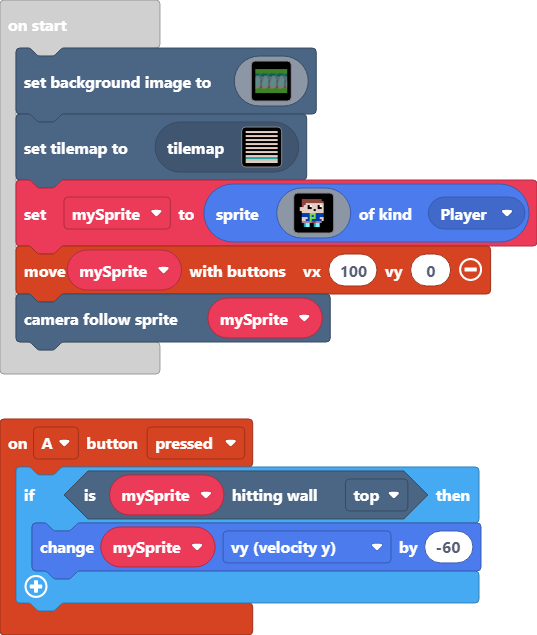 on start
set background image to
set tilemap to tilemap
set mySprite to sprite of kind Player
move mySprite with buttons vx 100 vy 0
camera follow sprite mySprite
on A button pressed
if is mySprite hitting wall top then
change mySprite vy (velocity y) by -60